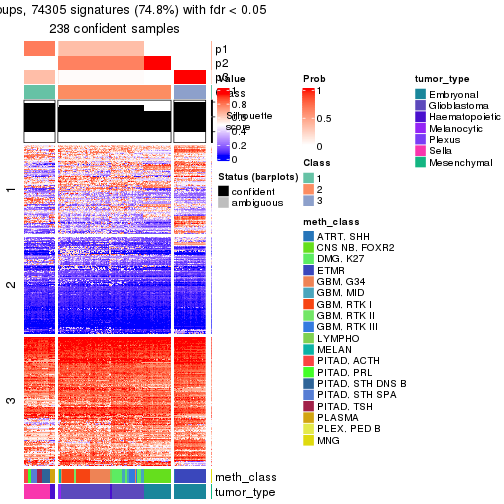 oups, 74305 signatures (74.8%) with fdr < 0.05
238 confident samples
p1
p2
p3
Class
Silhouette
score
1
2
3
meth_class
tumor_type
value
1
0.8
0.6
0.4
0.2
0
Status (barplots)
confident
ambiguous
Prob
1
0.5
0
Class
1
2
3
meth_class
ATRT. SHH
CNS NB. FOXR2
DMG. K27
ETMR
GBM. G34
GBM. MID
GBM. RTK I
GBM. RTK II
GBM. RTK III
LYMPHO
MELAN
PITAD. ACTH
PITAD. PRL
PITAD. STH DNS B
PITAD. STH SPA
PITAD. TSH
PLASMA
PLEX. PED B
MNG
tumor_type
Embryonal
Glioblastoma
Haematopoietic
Melanocytic
Plexus
Sella
Mesenchymal